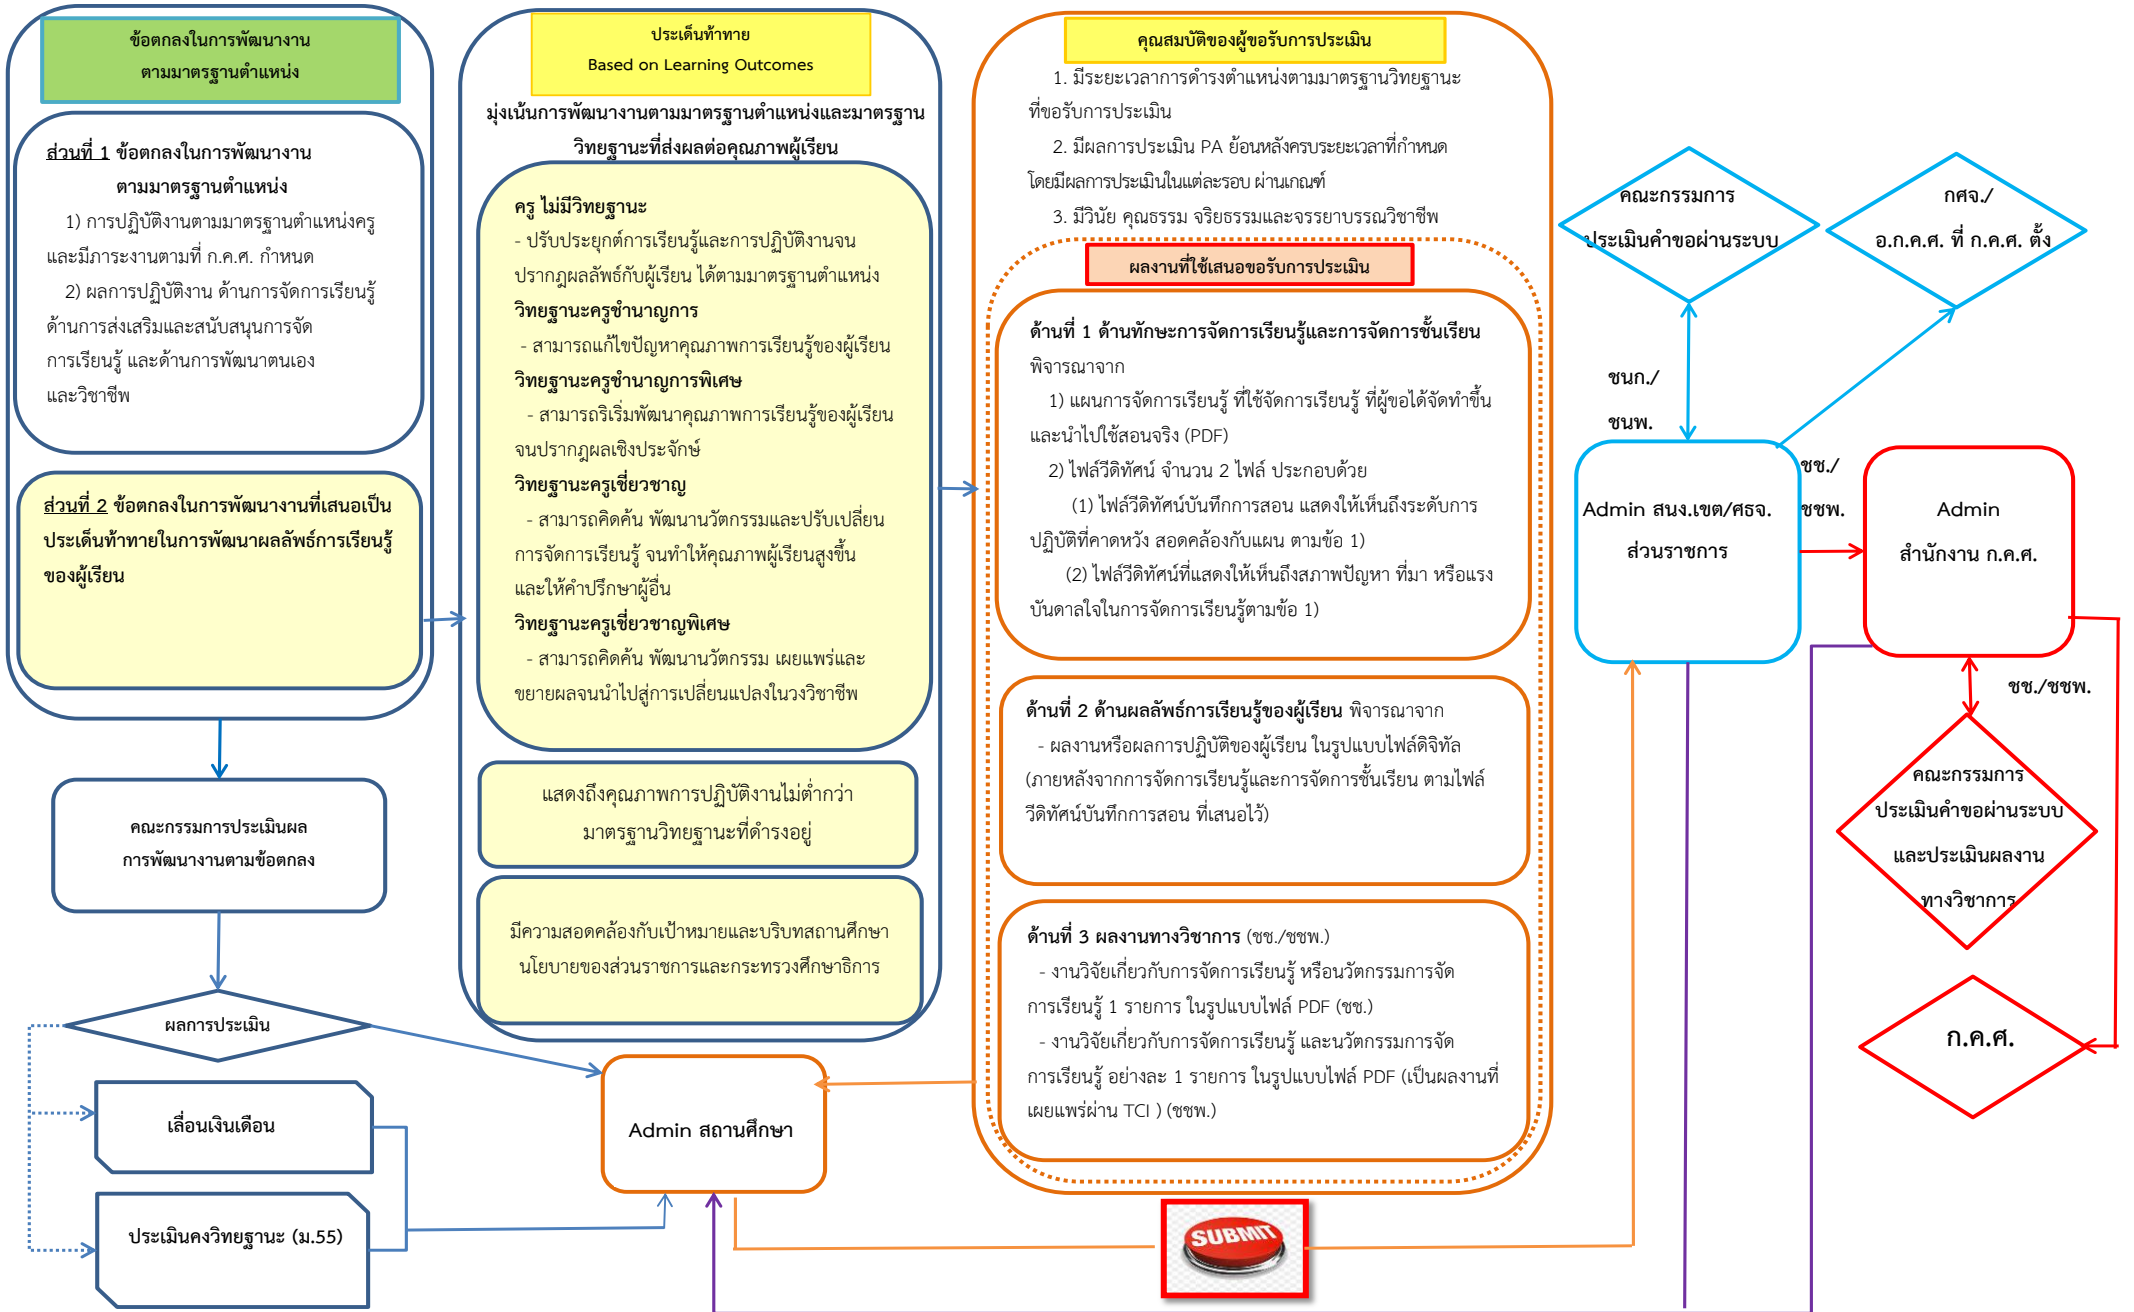 ข้อตกลงในการพัฒนางาน
ตามมาตรฐานตำแหน่ง
ส่วนที่ 1 ข้อตกลงในการพัฒนางาน
ตามมาตรฐานตำแหน่ง
1) การปฏิบัติงานตามมาตรฐานตำแหน่งครู
และมีภาระงานตามที่ ก.ค.ศ. กำหนด
2) ผลการปฏิบัติงาน ด้านการจัดการเรียนรู้
ด้านการส่งเสริมและสนับสนุนการจัด
การเรียนรู้ และด้านการพัฒนาตนเอง
และวิชาชีพ
ส่วนที่ 2 ข้อตกลงในการพัฒนางานที่เสนอเป็น
ประเด็นท้าทายในการพัฒนาผลลัพธ์การเรียนรู้
ของผู้เรียน
คณะกรรมการประเมินผล
การพัฒนางานตามข้อตกลง
ผลการประเมิน
เลื่อนเงินเดือน
ประเมินคงวิทยฐานะ (ม.55)
ประเด็นท้าทาย
Based on Learning Outcomes
มุ่งเน้นการพัฒนางานตามมาตรฐานตำแหน่งและมาตรฐาน
วิทยฐานะที่ส่งผลต่อคุณภาพผู้เรียน
ครู ไม่มีวิทยฐานะ
- ปรับประยุกต์การเรียนรู้และการปฏิบัติงานจน
ปรากฏผลลัพธ์กับผู้เรียน ได้ตามมาตรฐานตำแหน่ง
วิทยฐานะครูชำนาญการ
- สามารถแก้ไขปัญหาคุณภาพการเรียนรู้ของผู้เรียน
วิทยฐานะครูชำนาญการพิเศษ
- สามารถริเริ่มพัฒนาคุณภาพการเรียนรู้ของผู้เรียน
จนปรากฏผลเชิงประจักษ์
วิทยฐานะครูเชี่ยวชาญ
- สามารถคิดค้น พัฒนานวัตกรรมและปรับเปลี่ยน
การจัดการเรียนรู้ จนทำให้คุณภาพผู้เรียนสูงขึ้น
และให้คำปรึกษาผู้อื่น
วิทยฐานะครูเชี่ยวชาญพิเศษ
- สามารถคิดค้น พัฒนานวัตกรรม เผยแพร่และ
ขยายผลจนนำไปสู่การเปลี่ยนแปลงในวงวิชาชีพ
แสดงถึงคุณภาพการปฏิบัติงานไม่ต่ำกว่า
มาตรฐานวิทยฐานะที่ดำรงอยู่
มีความสอดคล้องกับเป้าหมายและบริบทสถานศึกษา
นโยบายของส่วนราชการและกระทรวงศึกษาธิการ
Admin สถานศึกษา
คุณสมบัติของผู้ขอรับการประเมิน
1. มีระยะเวลาการดำรงตำแหน่งตามมาตรฐานวิทยฐานะ
ที่ขอรับการประเมิน
2. มีผลการประเมิน PA ย้อนหลังครบระยะเวลาที่กำหนด
โดยมีผลการประเมินในแต่ละรอบ ผ่านเกณฑ์
3. มีวินัย คุณธรรม จริยธรรมและจรรยาบรรณวิชาชีพ
ผลงานที่ใช้เสนอขอรับการประเมิน
ด้านที่ 1 ด้านทักษะการจัดการเรียนรู้และการจัดการชั้นเรียน
พิจารณาจาก
1) แผนการจัดการเรียนรู้ ที่ใช้จัดการเรียนรู้ ที่ผู้ขอได้จัดทำขึ้น
และนำไปใช้สอนจริง (PDF)
2) ไฟล์วีดิทัศน์ จำนวน 2 ไฟล์ ประกอบด้วย
(1) ไฟล์วีดิทัศน์บันทึกการสอน แสดงให้เห็นถึงระดับการ
ปฏิบัติที่คาดหวัง สอดคล้องกับแผน ตามข้อ 1)
(2) ไฟล์วีดิทัศน์ที่แสดงให้เห็นถึงสภาพปัญหา ที่มา หรือแรง
บันดาลใจในการจัดการเรียนรู้ตามข้อ 1)
ด้านที่ 2 ด้านผลลัพธ์การเรียนรู้ของผู้เรียน พิจารณาจาก
- ผลงานหรือผลการปฏิบัติของผู้เรียน ในรูปแบบไฟล์ดิจิทัล
(ภายหลังจากการจัดการเรียนรู้และการจัดการชั้นเรียน ตามไฟล์
วีดิทัศน์บันทึกการสอน ที่เสนอไว้)
ด้านที่ 3 ผลงานทางวิชาการ (ชช./ชชพ.)
- งานวิจัยเกี่ยวกับการจัดการเรียนรู้ หรือนวัตกรรมการจัด
การเรียนรู้ 1 รายการ ในรูปแบบไฟล์ PDF (ชช.)
- งานวิจัยเกี่ยวกับการจัดการเรียนรู้ และนวัตกรรมการจัด
การเรียนรู้ อย่างละ 1 รายการ ในรูปแบบไฟล์ PDF (เป็นผลงานที่
เผยแพร่ผ่าน TCI ) (ชชพ.)
SUBMIT
คณะกรรมการ
ประเมินคำขอผ่านระบบ
กศจ./
อ.ก.ค.ศ. ที่ ก.ค.ศ. ตั้ง
ชนก./
ชนพ.
Admin สนง.เขต/ศธจ.
ส่วนราชการ
ชช./
ชชพ.
Admin
สำนักงาน ก.ค.ศ.
ชช./ชชพ.
คณะกรรมการ
ประเมินคำขอผ่านระบบ
และประเมินผลงาน
ทางวิชาการ
ก.ค.ศ.